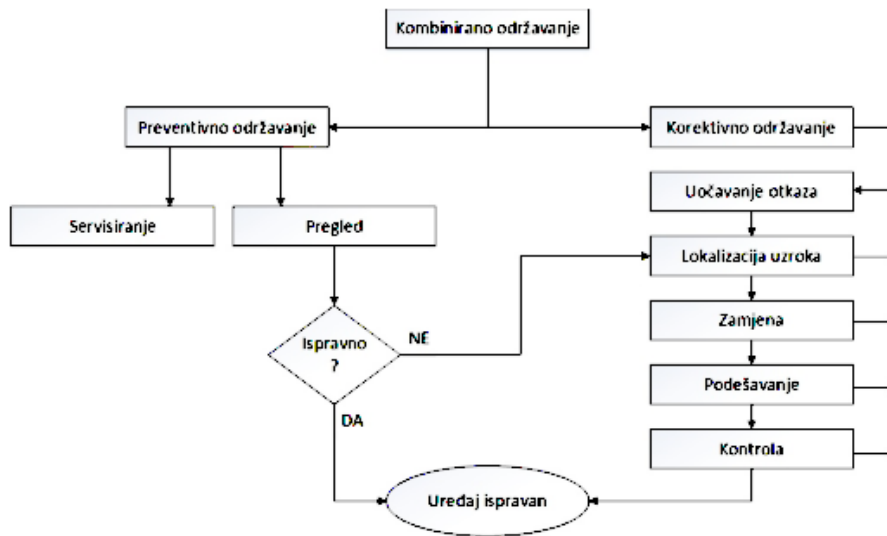 Kombinirano održavanje
Preventivno održavanje
Korektivno održavanje
Uočavanje otkaza
Servisiranje
Pregled
Lokalizacija uzroka
Zamjena
NE
Ispravno
?
Podešavanje
DA
Kontrola
Uređaj ispravan